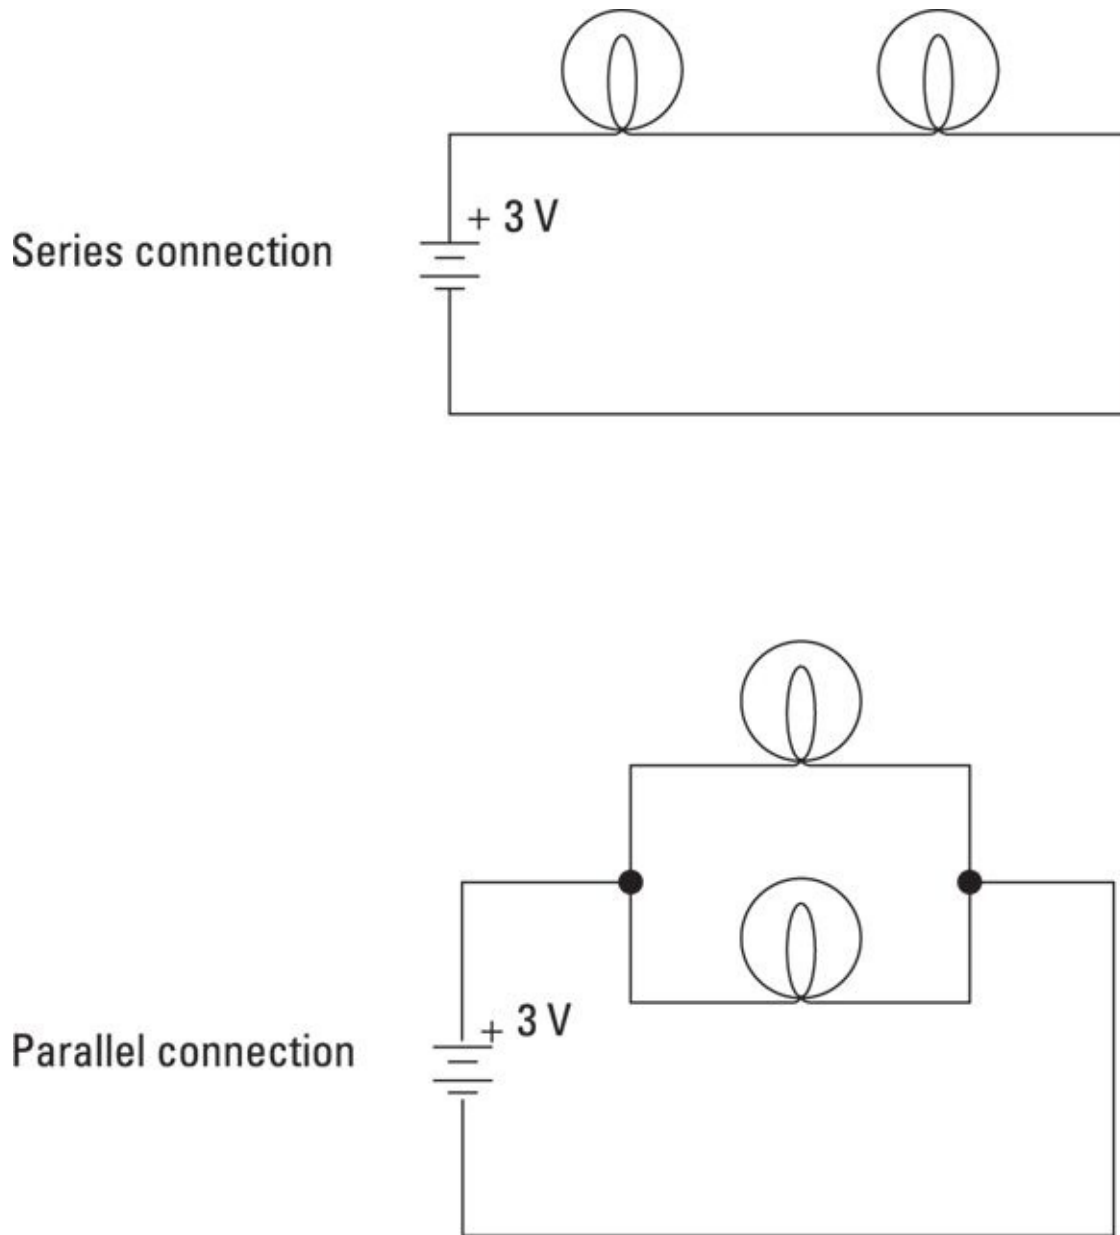 + 3 V
Series connection
+ 3 V
Parallel connection